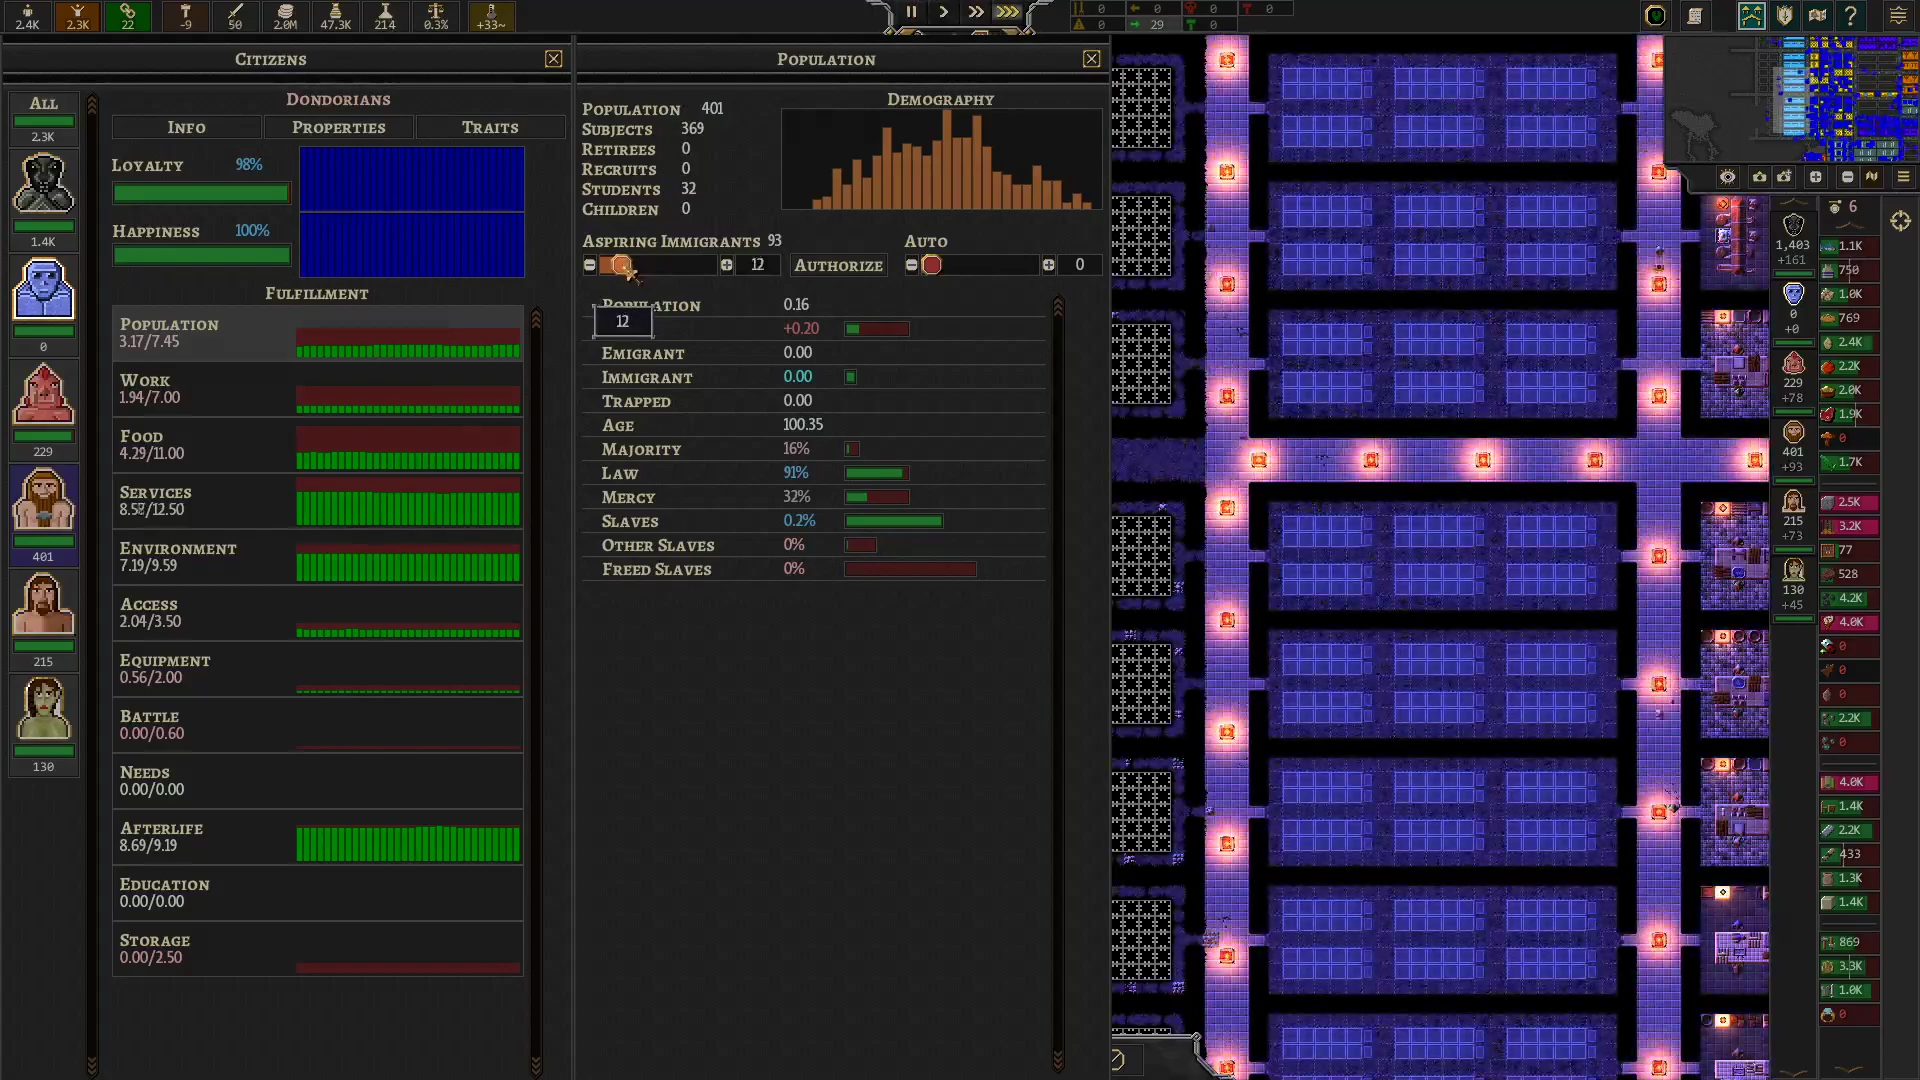 2.4K 2.3K 22 -9 50 2.0M 47.3K 214 0.3% +33~
0 0 0 0
0 29 0
CITIZENS
ALL
2.3K
1.4K
0
229
401
215
130
DONDORIANS
INFO PROPERTIES TRAITS
LOYALTY 98%
HAPPINESS 100%
FULFILLMENT
POPULATION
3.17/7.45
WORK
1.94/7.00
FOOD
4.29/11.00
SERVICES
8.57/12.50
ENVIRONMENT
7.19/9.59
ACCESS
2.04/3.50
EQUIPMENT
0.56/2.00
BATTLE
0.00/0.60
NEEDS
0.00/0.00
AFTERLIFE
8.69/9.19
EDUCATION
0.00/0.00
STORAGE
0.00/2.50
POPULATION
POPULATION 401
SUBJECTS 369
RETIREES 0
RECRUITS 0
STUDENTS 32
CHILDREN 0
DEMOGRAPHY
ASPIRING IMMIGRANTS 93
AUTO
12 AUTHORIZE 0
POPULATION 0.16
12
+0.20
EMIGRANT 0.00
IMMIGRANT 0.00
TRAPPED 0.00
AGE 100.35
MAJORITY 16%
LAW 91%
MERCY 32%
SLAVES 0.2%
OTHER SLAVES 0%
FREED SLAVES 0%
1,403
+161
0
+0
229
+78
401
+93
215
+73
130
+45
6
1.1K
750
1.0K
769
2.4K
2.2K
2.0K
1.9K
0
1.7K
2.5K
3.2K
77
528
4.2K
4.0K
0
0
0
2.2K
0
4.0K
1.4K
2.2K
433
1.3K
1.4K
869
3.3K
1.0K
0